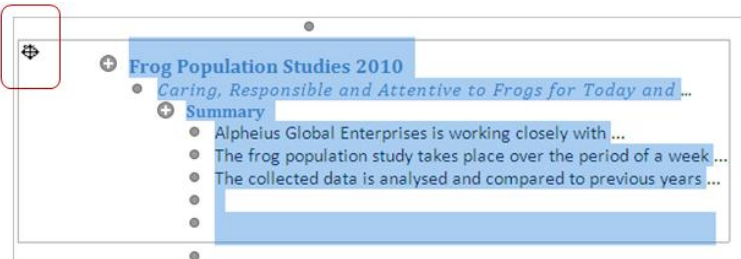 Frog Population Studies 2010
Caring, Responsible and Attentive to Frogs for Today and ...
Summary
Alpheius Global Enterprises is working closely with ...
The frog population study takes place over the period of a week ...
The collected data is analysed and compared to previous years ...